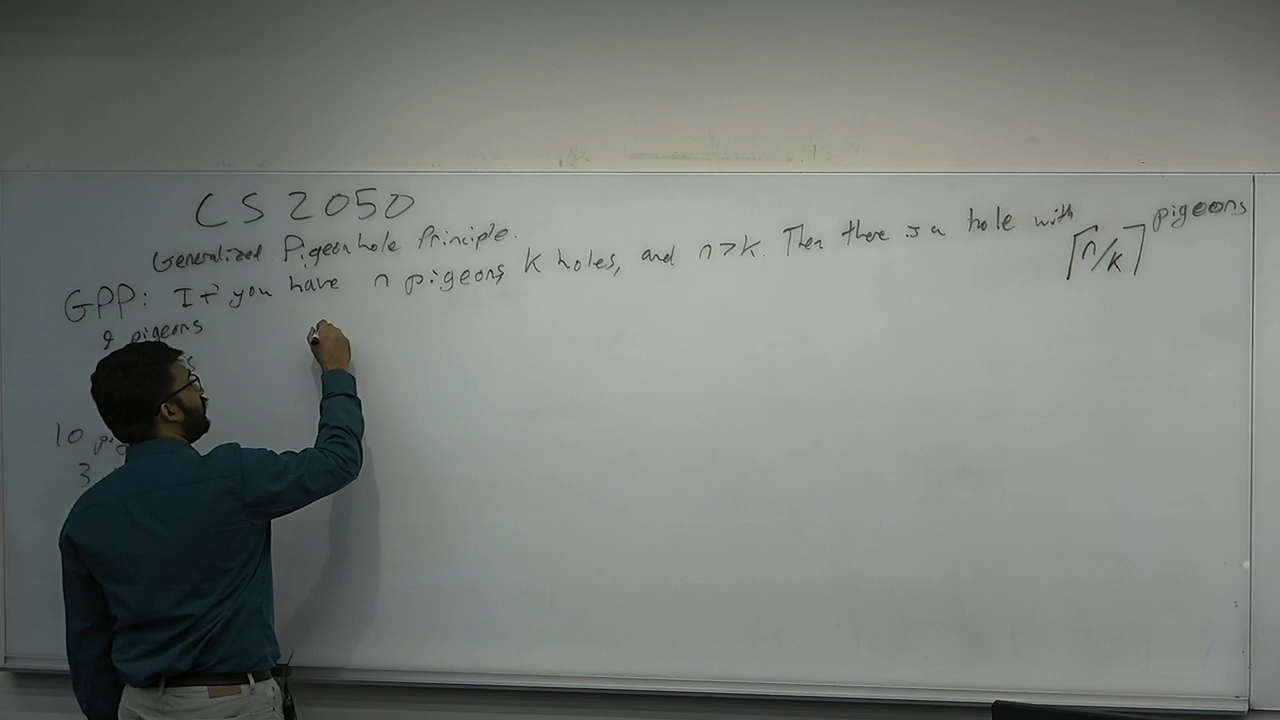 CS 2050
Generalized Pigeonhole Principle.
GPP: If you have n pigeons, k holes, and n > k. Then there is a hole with ⌈n/k⌉ pigeons
9 pigeons
10
3